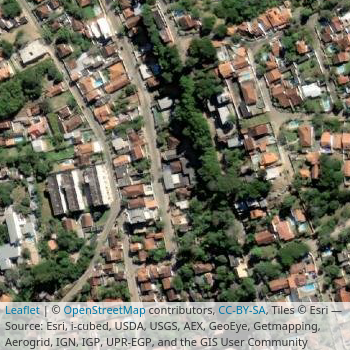 Leaflet | © OpenStreetMap contributors, CC-BY-SA, Tiles © Esri —
Source: Esri, i-cubed, USDA, USGS, AEX, GeoEye, Getmapping,
Aerogrid, IGN, IGP, UPR-EGP, and the GIS User Community